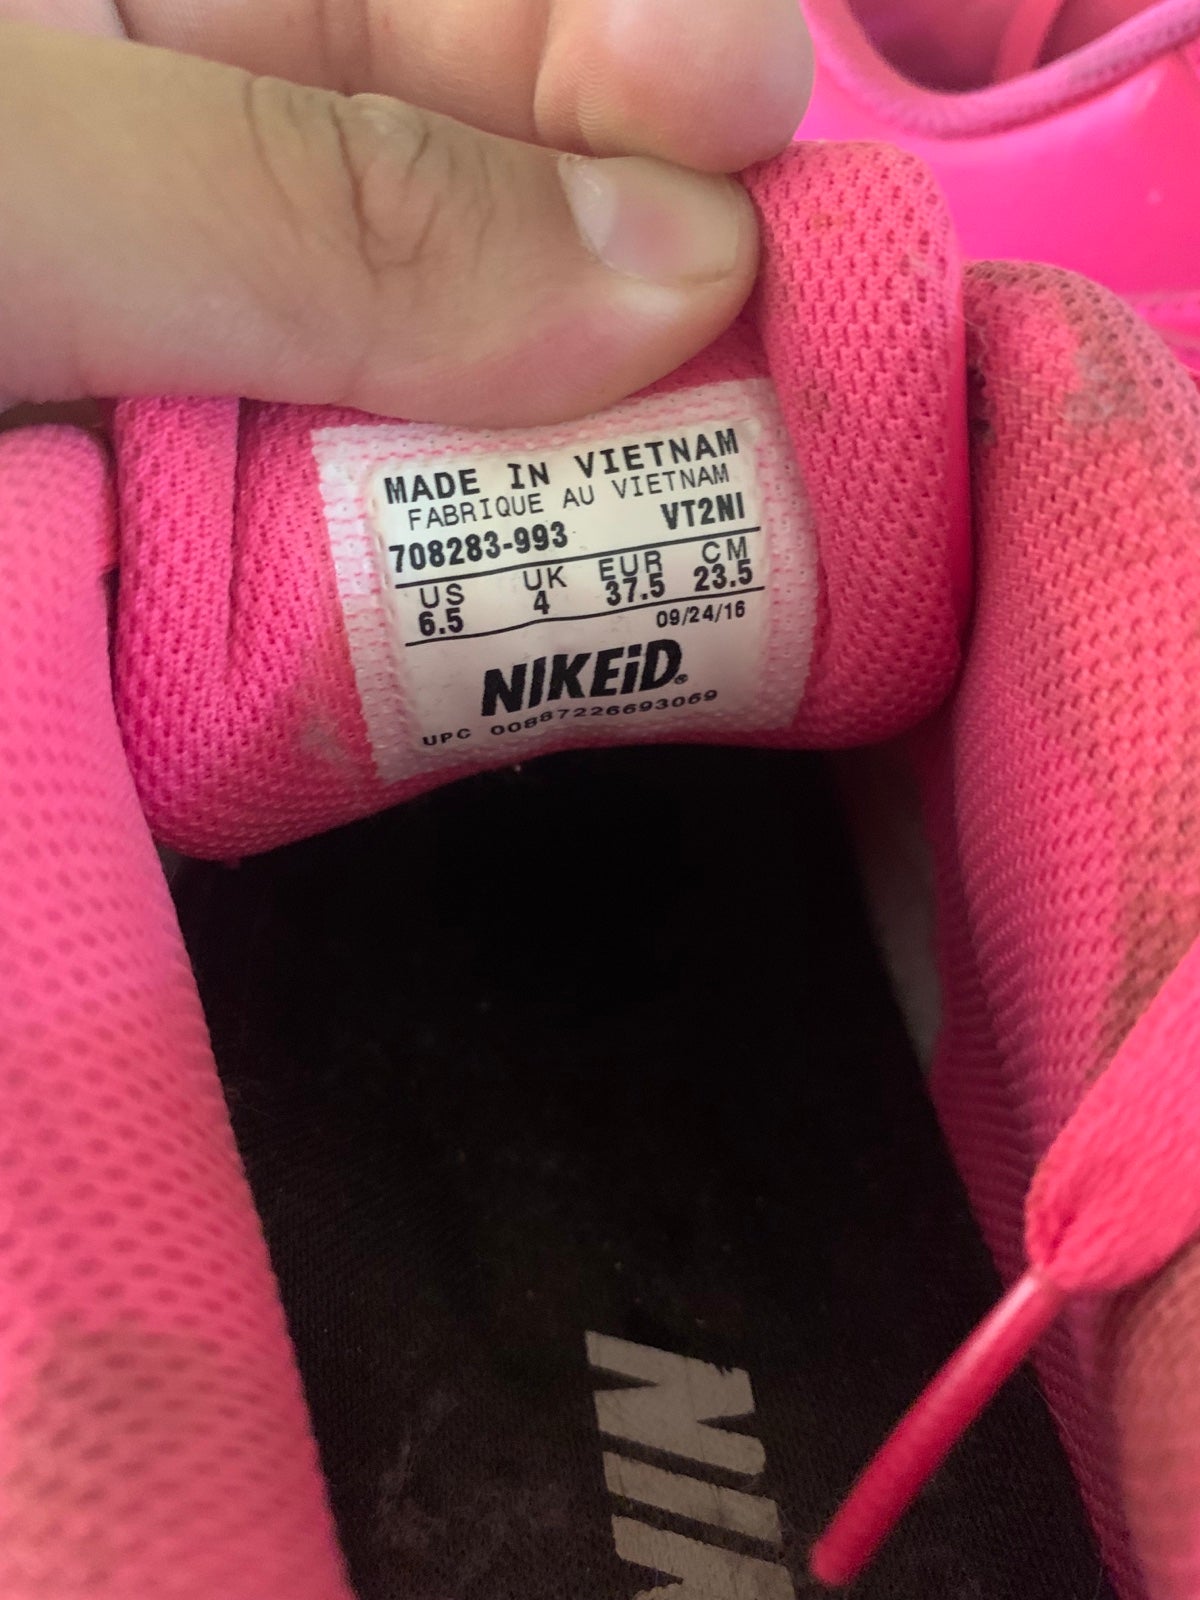 MADE IN VIETNAM
FABRIQUE AU VIETNAM
708283-993 VT2NI
US UK EUR CM
6.5 4 37.5 23.5
09/24/16
NIKEiD®
UPC 00887226693069